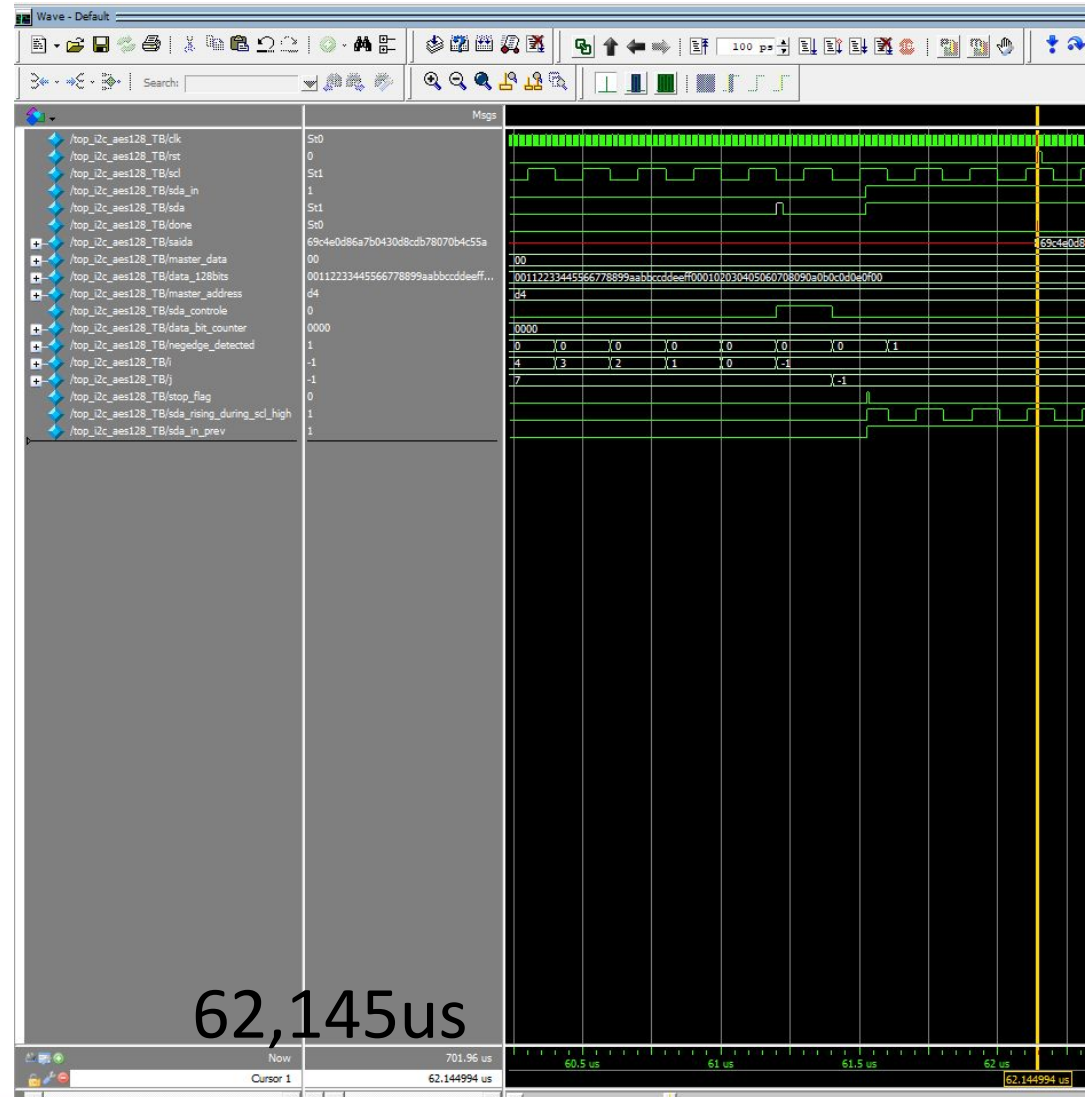 Wave - Default
100 ps
Search:
Msgs
/top_i2c_aes128_TB/clk St0
/top_i2c_aes128_TB/rst 0
/top_i2c_aes128_TB/scl St1
/top_i2c_aes128_TB/sda_in 1
/top_i2c_aes128_TB/sda St1
/top_i2c_aes128_TB/done St0
/top_i2c_aes128_TB/saida 69c4e0d86a7b0430d8cdb78070b4c55a 69c4e0d8
/top_i2c_aes128_TB/master_data 00 00
/top_i2c_aes128_TB/data_128bits 00112233445566778899aabbccddeeff... 00112233445566778899aabbccddeeff000102030405060708090a0b0c0d0e0f00
/top_i2c_aes128_TB/master_address d4 d4
/top_i2c_aes128_TB/sda_controle 0
/top_i2c_aes128_TB/data_bit_counter 0000 0000
/top_i2c_aes128_TB/negedge_detected 1 0 0 0 0 0 0 0 1
/top_i2c_aes128_TB/i -1 4 3 2 1 0 -1
/top_i2c_aes128_TB/j -1 7 -1
/top_i2c_aes128_TB/stop_flag 0
/top_i2c_aes128_TB/sda_rising_during_scl_high 1
/top_i2c_aes128_TB/sda_in_prev 1
62,145us
Now 701.96 us 60.5 us 61 us 61.5 us 62 us
Cursor 1 62.144994 us 62.144994 us